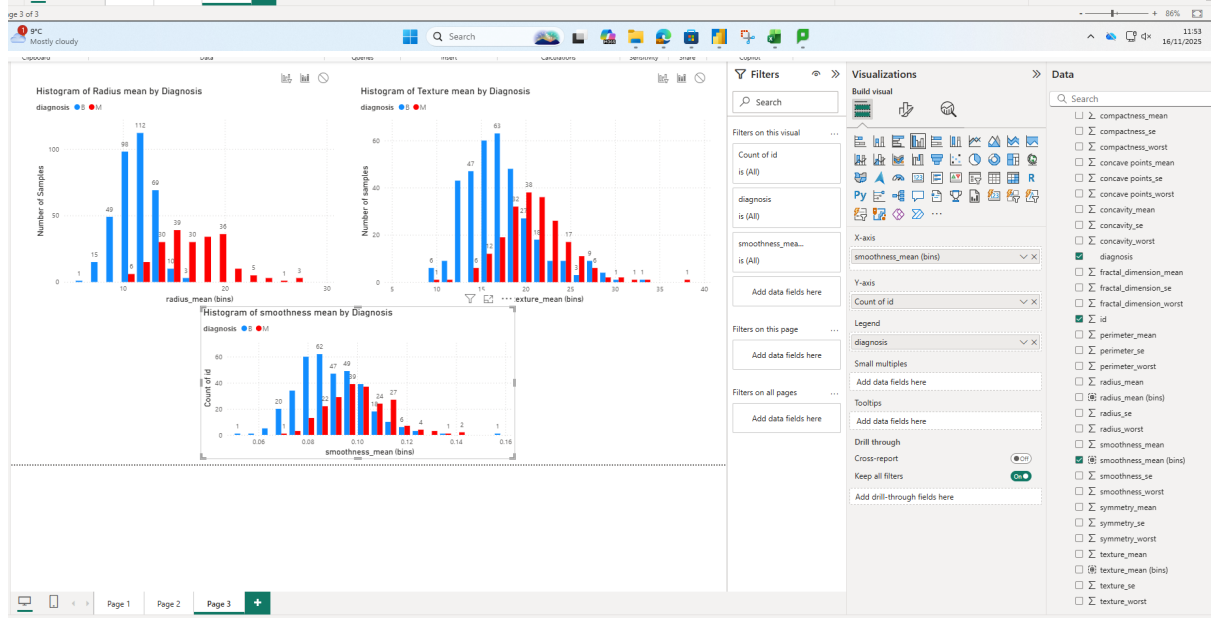 ge 3 of 3
- + 86%
1
9°C
Mostly cloudy
Search
11:53
16/11/2025
Clipboard Data Queries Insert Calculations Sensitivity Share Copilot
Histogram of Radius mean by Diagnosis
diagnosis B M
Number of Samples
100
50
0
1
15
49
98
112
69
6
30
10
39
3
30
36
5
1
3
10 20 30
radius_mean (bins)
Histogram of Texture mean by Diagnosis
diagnosis B M
Number of samples
60
40
20
0
6
1
47
6
63
12
32
27
38
18
17
3
9
6
1
1 1
1
5 10 15 20 25 30 35 40
exture_mean (bins)
Histogram of smoothness mean by Diagnosis
diagnosis B M
Count of id
60
40
20
0
1
20
1
62
22
47
49
39
18
24
27
6
4
1
2
1
0.06 0.08 0.10 0.12 0.14 0.16
smoothness_mean (bins)
Page 1
Page 2
Page 3
+
Filters
Search
Filters on this visual ...
Count of id
is (All)
diagnosis
is (All)
smoothness_mea...
is (All)
Add data fields here
Filters on this page ...
Add data fields here
Filters on all pages ...
Add data fields here
Visualizations
Build visual
123
R
Py
...
X-axis
smoothness_mean (bins)
Y-axis
Count of id
Legend
diagnosis
Small multiples
Add data fields here
Tooltips
Add data fields here
Drill through
Cross-report Off
Keep all filters On
Add drill-through fields here
Data
Search
∑ compactness_mean
∑ compactness_se
∑ compactness_worst
∑ concave points_mean
∑ concave points_se
∑ concave points_worst
∑ concavity_mean
∑ concavity_se
∑ concavity_worst
diagnosis
∑ fractal_dimension_mean
∑ fractal_dimension_se
∑ fractal_dimension_worst
∑ id
∑ perimeter_mean
∑ perimeter_se
∑ perimeter_worst
∑ radius_mean
radius_mean (bins)
∑ radius_se
∑ radius_worst
∑ smoothness_mean
smoothness_mean (bins)
∑ smoothness_se
∑ smoothness_worst
∑ symmetry_mean
∑ symmetry_se
∑ symmetry_worst
∑ texture_mean
texture_mean (bins)
∑ texture_se
∑ texture_worst